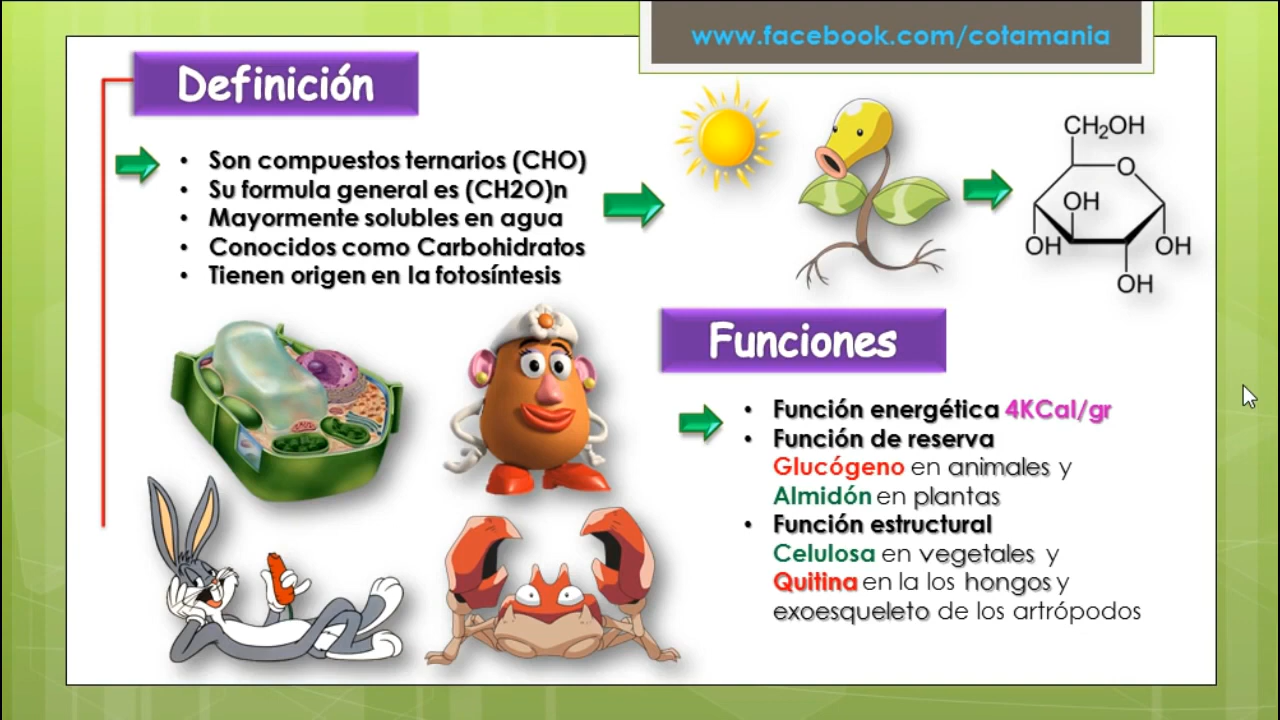 www.facebook.com/cotamania
Definición
• Son compuestos ternarios (CHO)
• Su formula general es (CH2O)n
• Mayormente solubles en agua
• Conocidos como Carbohidratos
• Tienen origen en la fotosíntesis
CH₂OH
O
OH
OH
OH
OH
Funciones
• Función energética 4KCal/gr
• Función de reserva
Glucógeno en animales y
Almidón en plantas
• Función estructural
Celulosa en vegetales y
Quitina en la los hongos y
exoesqueleto de los artrópodos